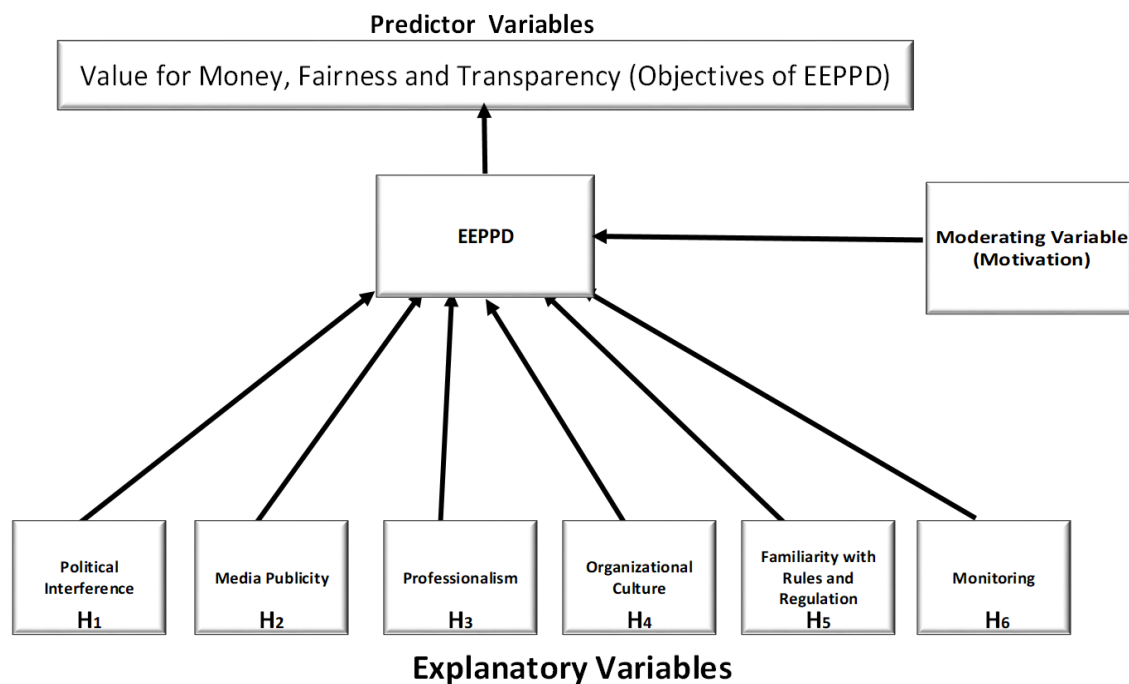 Predictor Variables
Value for Money, Fairness and Transparency (Objectives of EEPPD)
EEPPD
Moderating Variable
(Motivation)
Political
Interference
H1
Media Publicity
H2
Professionalism
H3
Organizational
Culture
H4
Familiarity with
Rules and
Regulation
H5
Monitoring
H6
Explanatory Variables